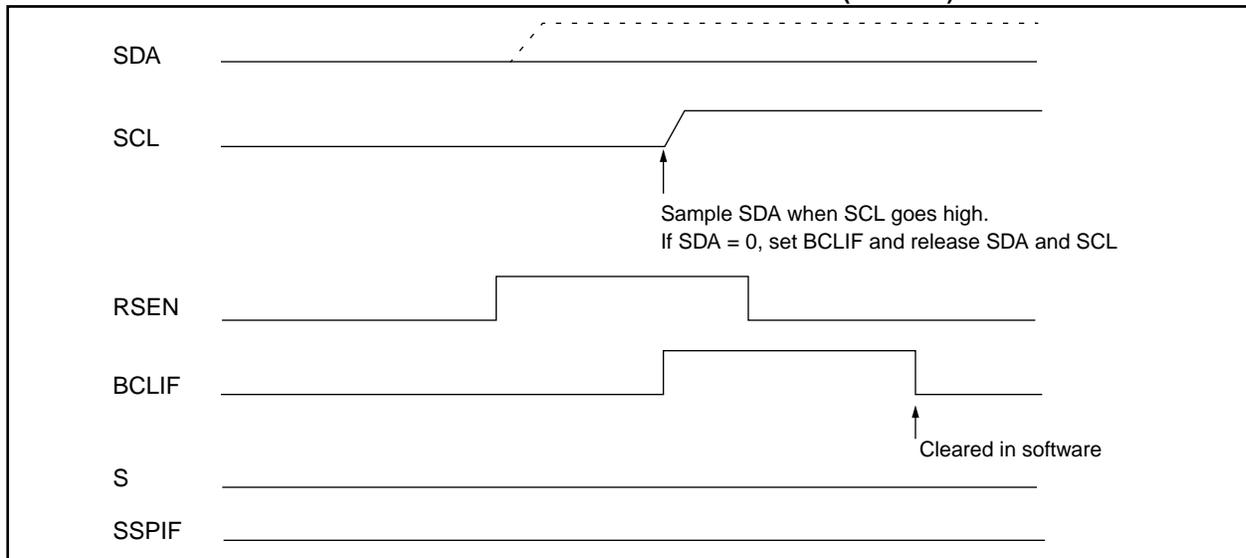 SDA
SCL
Sample SDA when SCL goes high.
If SDA = 0, set BCLIF and release SDA and SCL
RSEN
BCLIF
Cleared in software
S
SSPIF